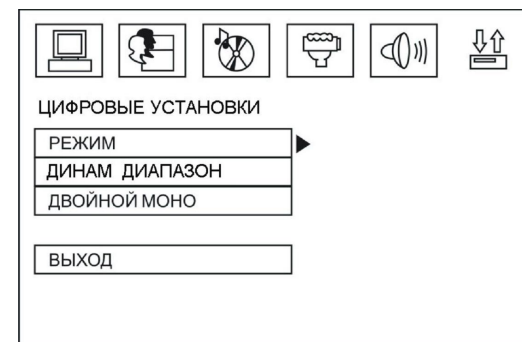 ЦИФРОВЫЕ УСТАНОВКИ
РЕЖИМ
ДИНАМ ДИАПАЗОН
ДВОЙНОЙ МОНО
ВЫХОД